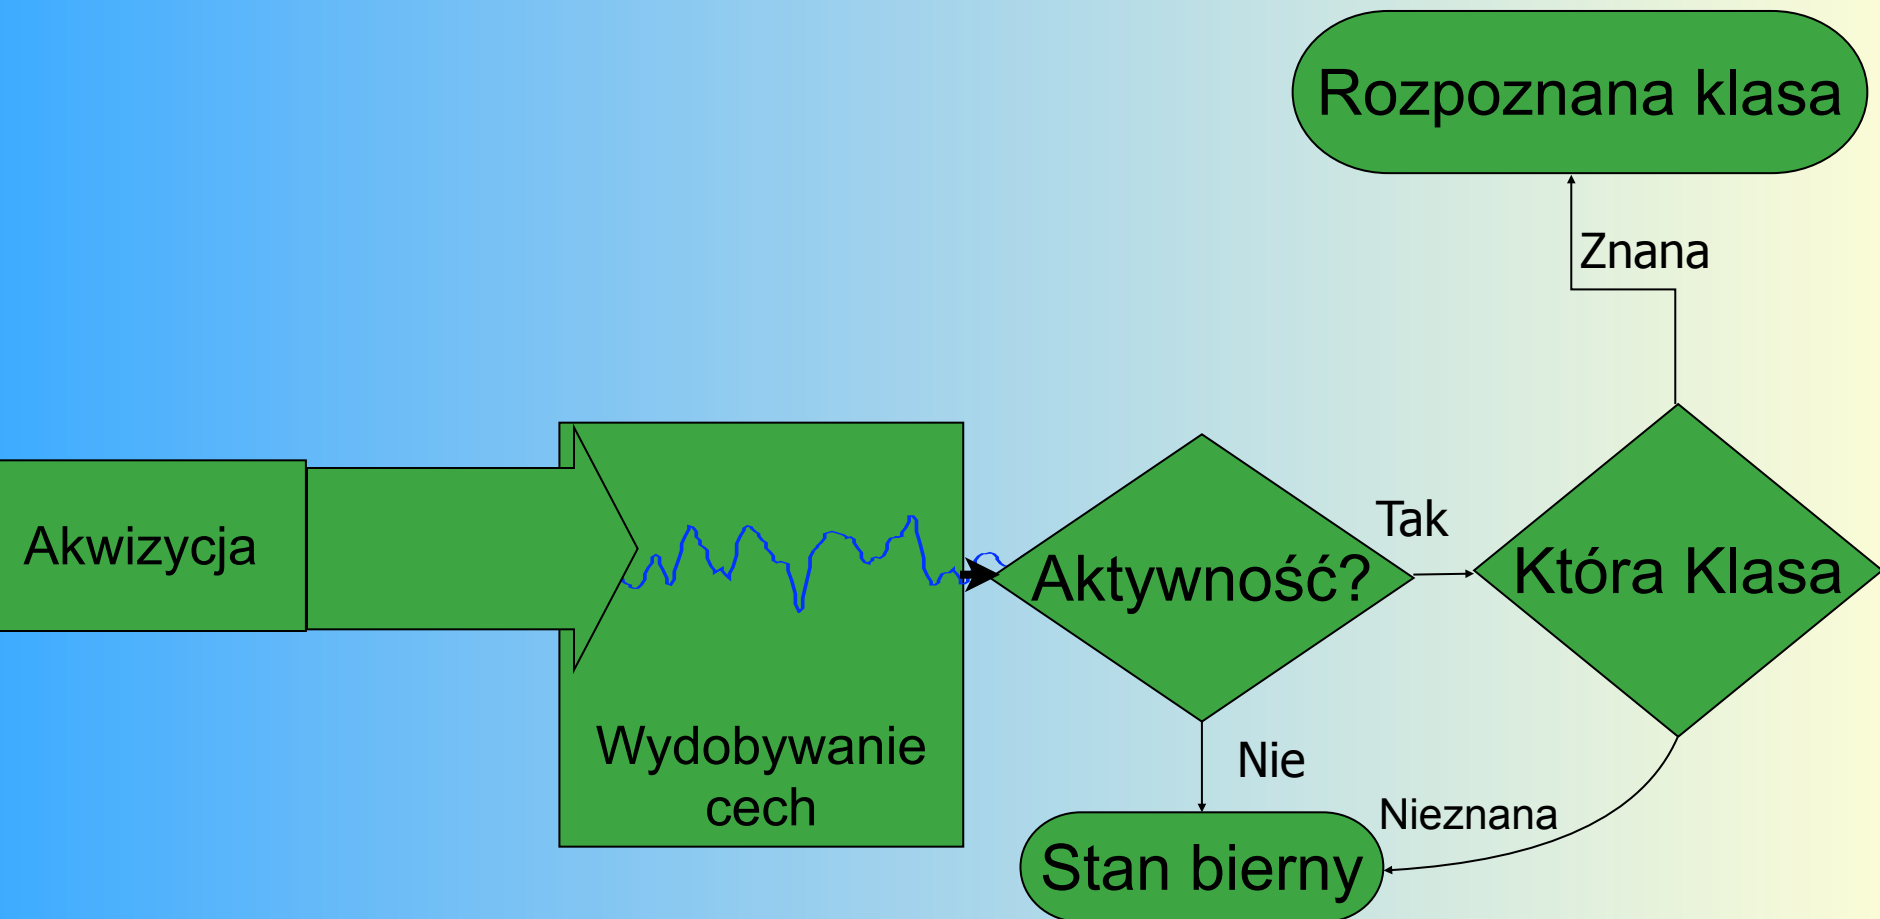 Rozpoznana klasa
Znana
Akwizycja
Wydobywanie
cech
Aktywność?
Tak
Która Klasa
Nie
Nieznana
Stan bierny